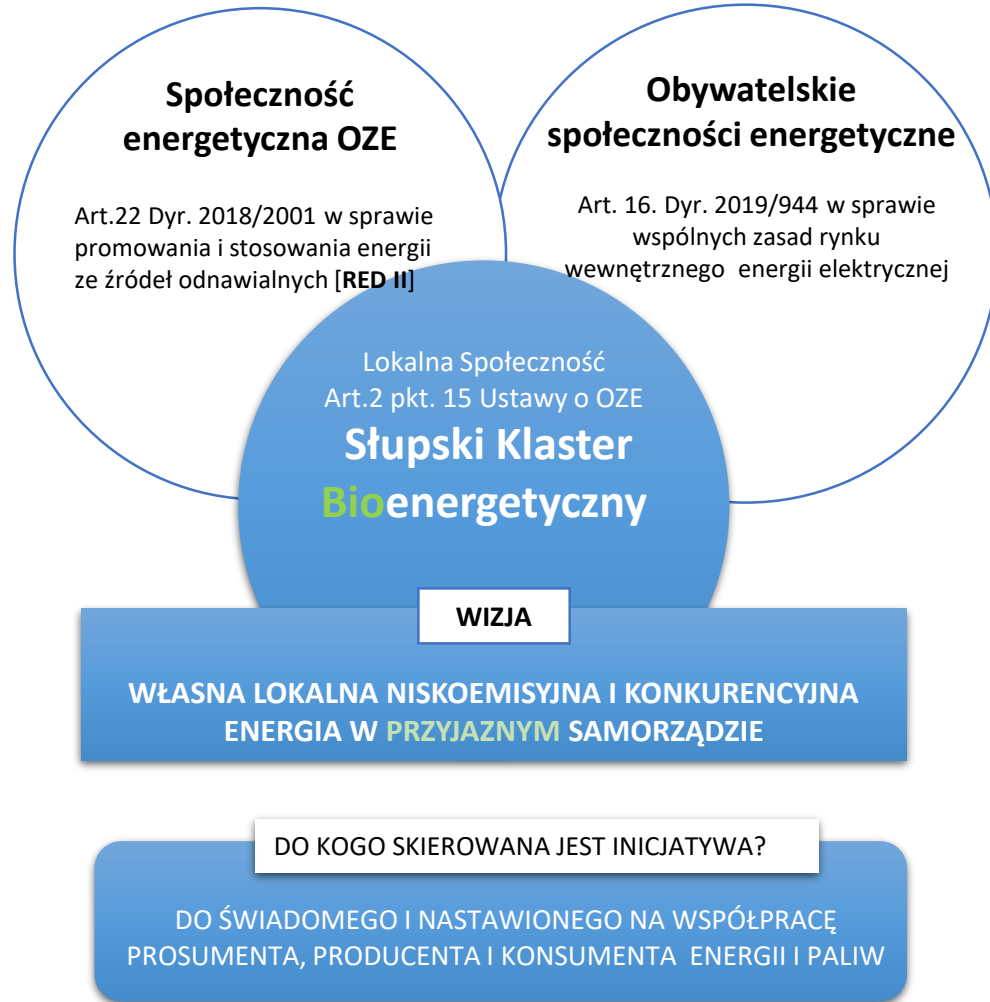 Społeczność
energetyczna OZE
Art.22 Dyr. 2018/2001 w sprawie
promowania i stosowania energii
ze źródeł odnawialnych [RED II]
Obywatelskie
społeczności energetyczne
Art. 16. Dyr. 2019/944 w sprawie
wspólnych zasad rynku
wewnętrznego energii elektrycznej
Lokalna Społeczność
Art.2 pkt. 15 Ustawy o OZE
Słupski Klaster
Bioenergetyczny
WIZJA
WŁASNA LOKALNA NISKOEMISYJNA I KONKURENCYJNA
ENERGIA W PRZYJAZNYM SAMORZĄDZIE
DO KOGO SKIEROWANA JEST INICJATYWA?
DO ŚWIADOMEGO I NASTAWIONEGO NA WSPÓŁPRACĘ
PROSUMENTA, PRODUCENTA I KONSUMENTA ENERGII I PALIW